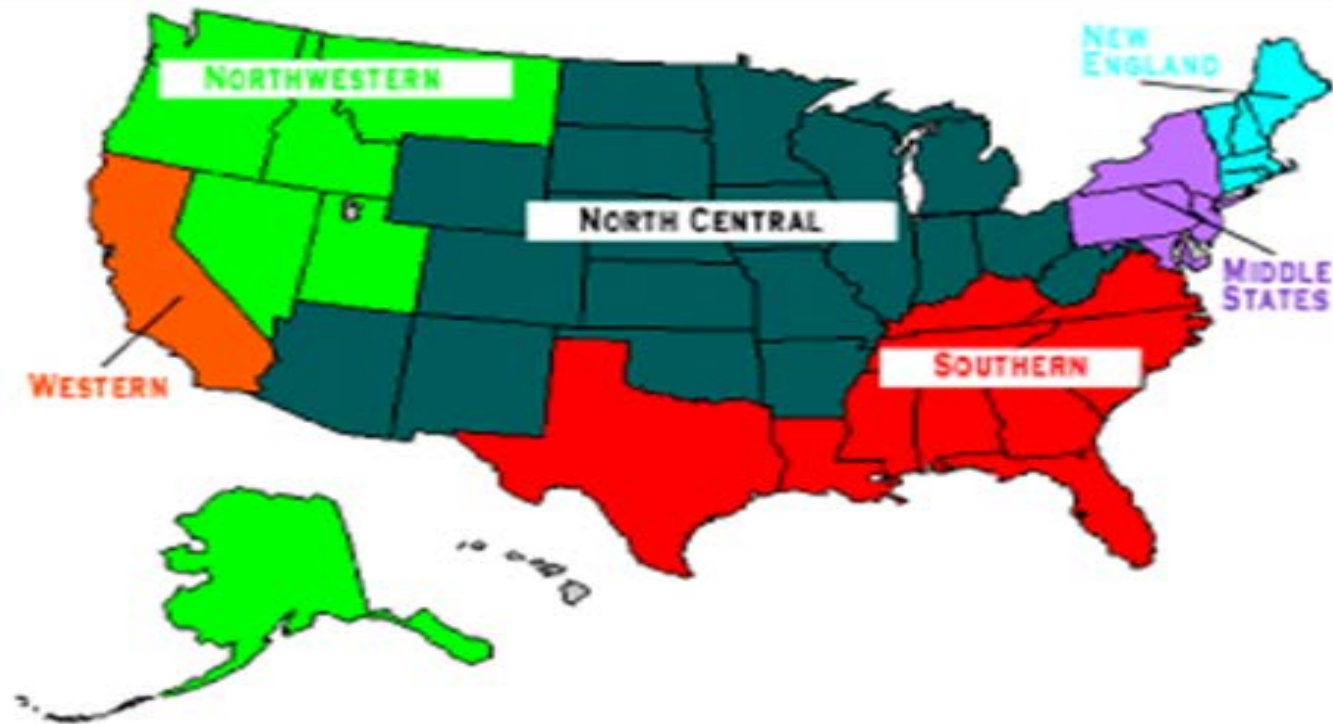 NEW
ENGLAND
NORTHWESTERN
NORTH CENTRAL
MIDDLE
STATES
SOUTHERN
WESTERN